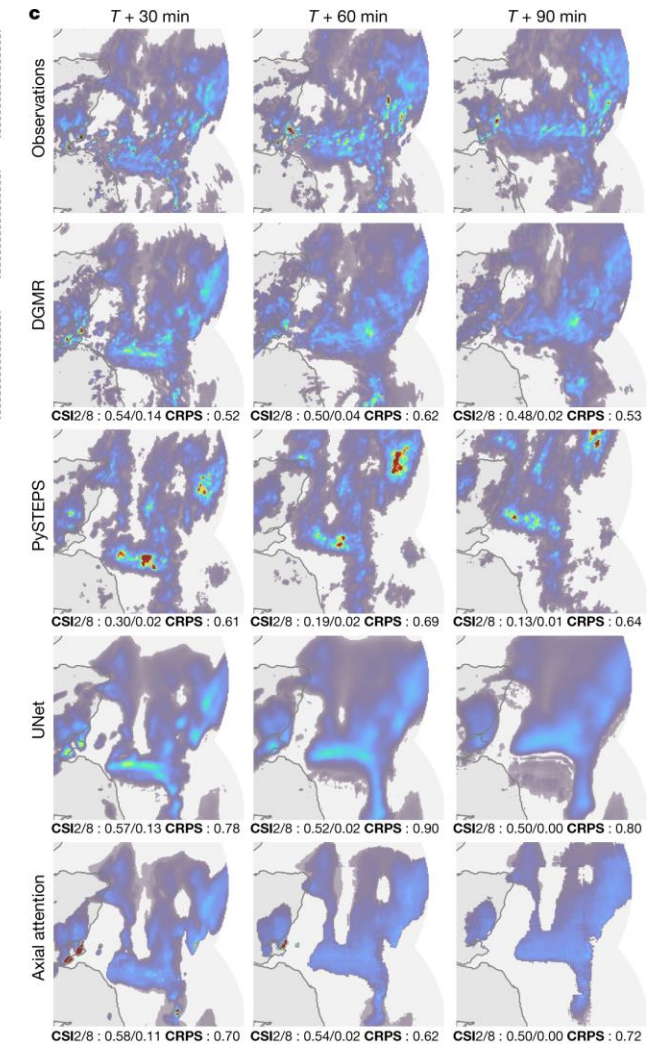 c
T + 30 min T + 60 min T + 90 min
Observations
DGMR
CSI2/8 : 0.54/0.14 CRPS : 0.52 CSI2/8 : 0.50/0.04 CRPS : 0.62 CSI2/8 : 0.48/0.02 CRPS : 0.53
PySTEPS
CSI2/8 : 0.30/0.02 CRPS : 0.61 CSI2/8 : 0.19/0.02 CRPS : 0.69 CSI2/8 : 0.13/0.01 CRPS : 0.64
UNet
CSI2/8 : 0.57/0.13 CRPS : 0.78 CSI2/8 : 0.52/0.02 CRPS : 0.90 CSI2/8 : 0.50/0.00 CRPS : 0.80
Axial attention
CSI2/8 : 0.58/0.11 CRPS : 0.70 CSI2/8 : 0.54/0.02 CRPS : 0.62 CSI2/8 : 0.50/0.00 CRPS : 0.72